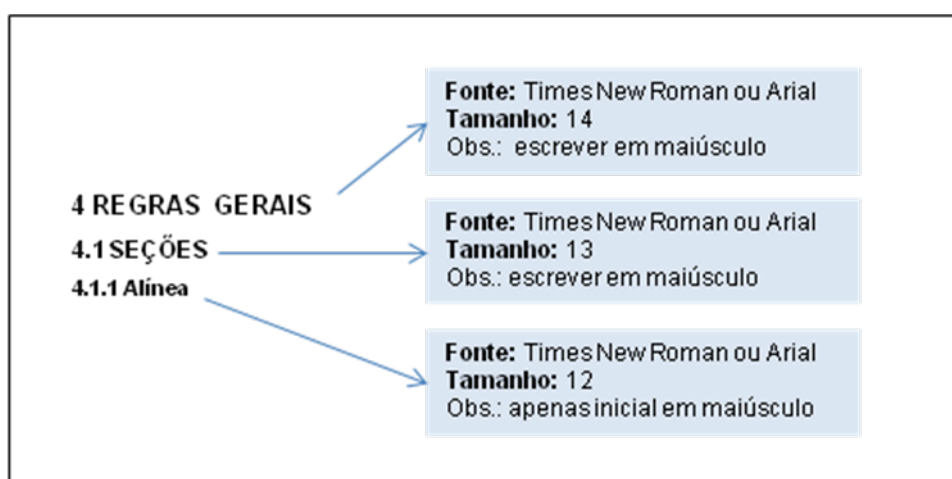 Fonte: Times New Roman ou Arial
Tamanho: 14
Obs.: escrever em maiúsculo
4 REGRAS GERAIS
4.1 SEÇÕES
4.1.1 Alínea
Fonte: Times New Roman ou Arial
Tamanho: 13
Obs.: escrever em maiúsculo
Fonte: Times New Roman ou Arial
Tamanho: 12
Obs.: apenas inicial em maiúsculo